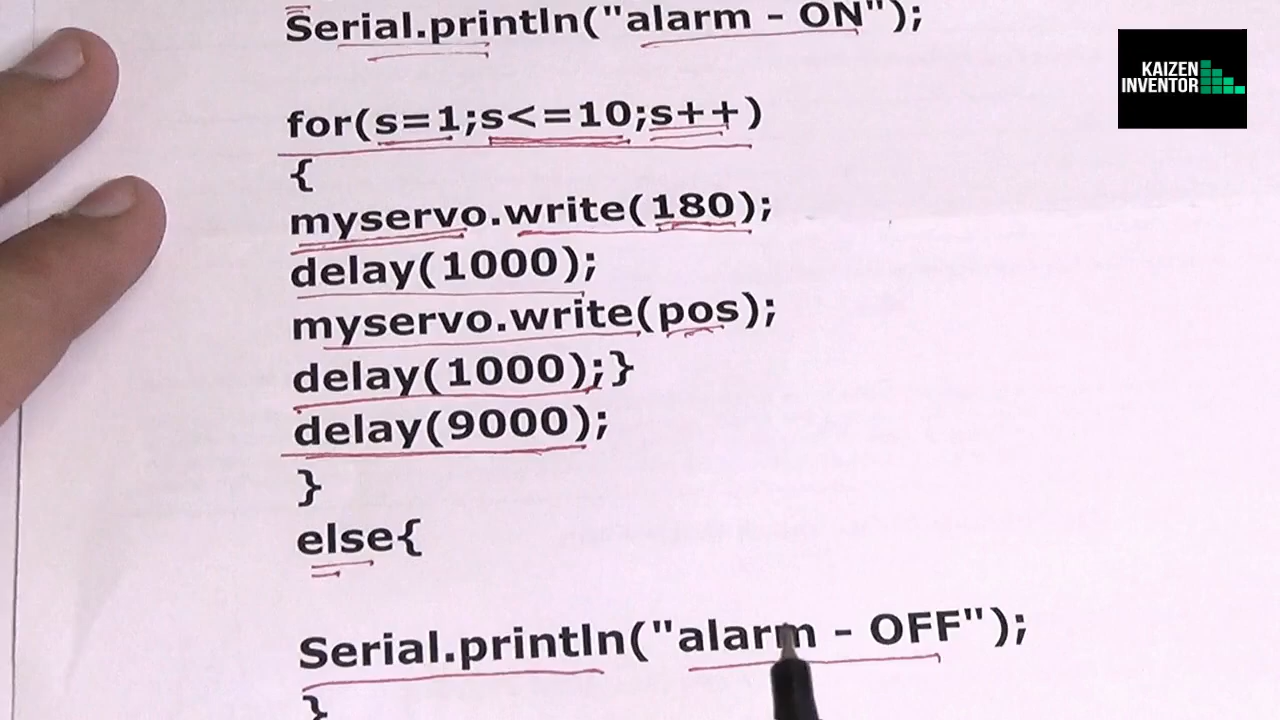 Serial.println("alarm - ON");
KAIZEN
INVENTOR
for(s=1;s<=10;s++)
{
myservo.write(180);
delay(1000);
myservo.write(pos);
delay(1000);}
delay(9000);
}
else{
Serial.println("alarm - OFF");
}